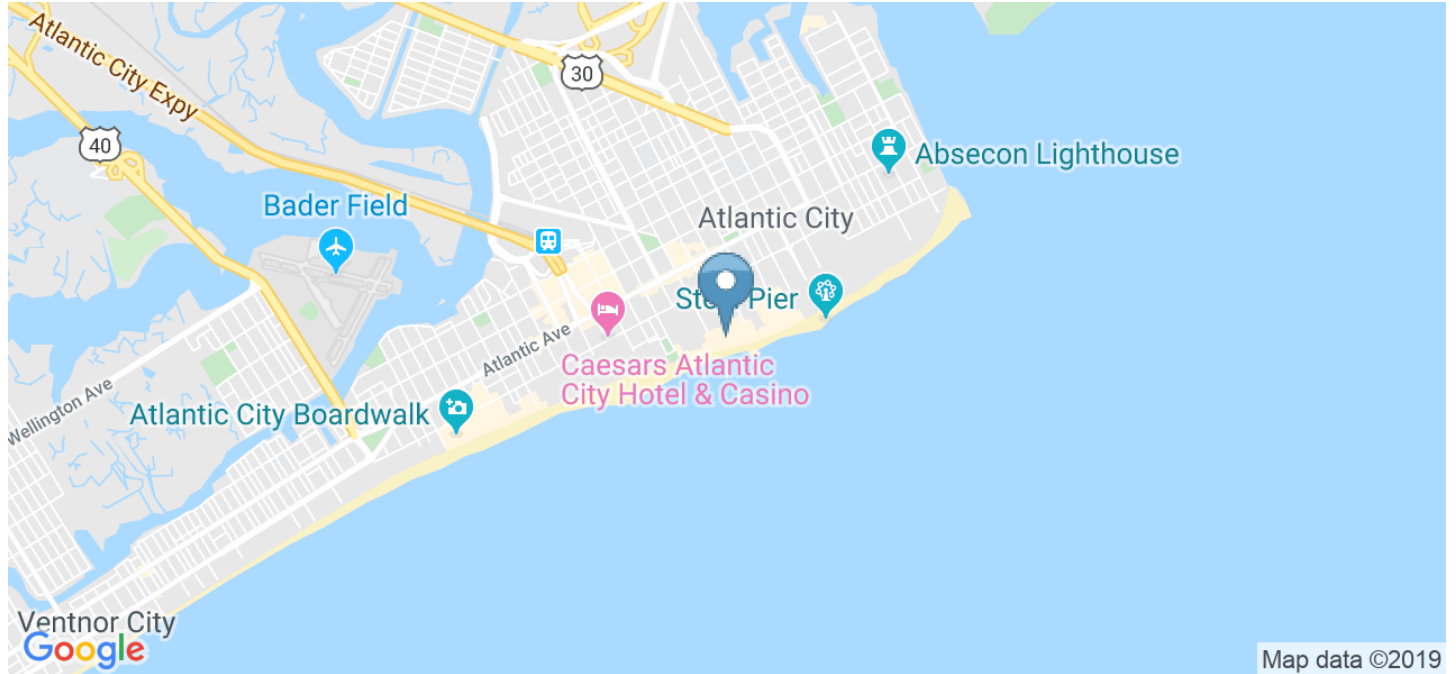 Atlantic City Expy
30
40
Absecon Lighthouse
Bader Field
Atlantic City
Pier
Atlantic Ave
Caesars Atlantic
City Hotel & Casino
Atlantic City Boardwalk
Wellington Ave
Ventnor City
Google
Map data ©2019